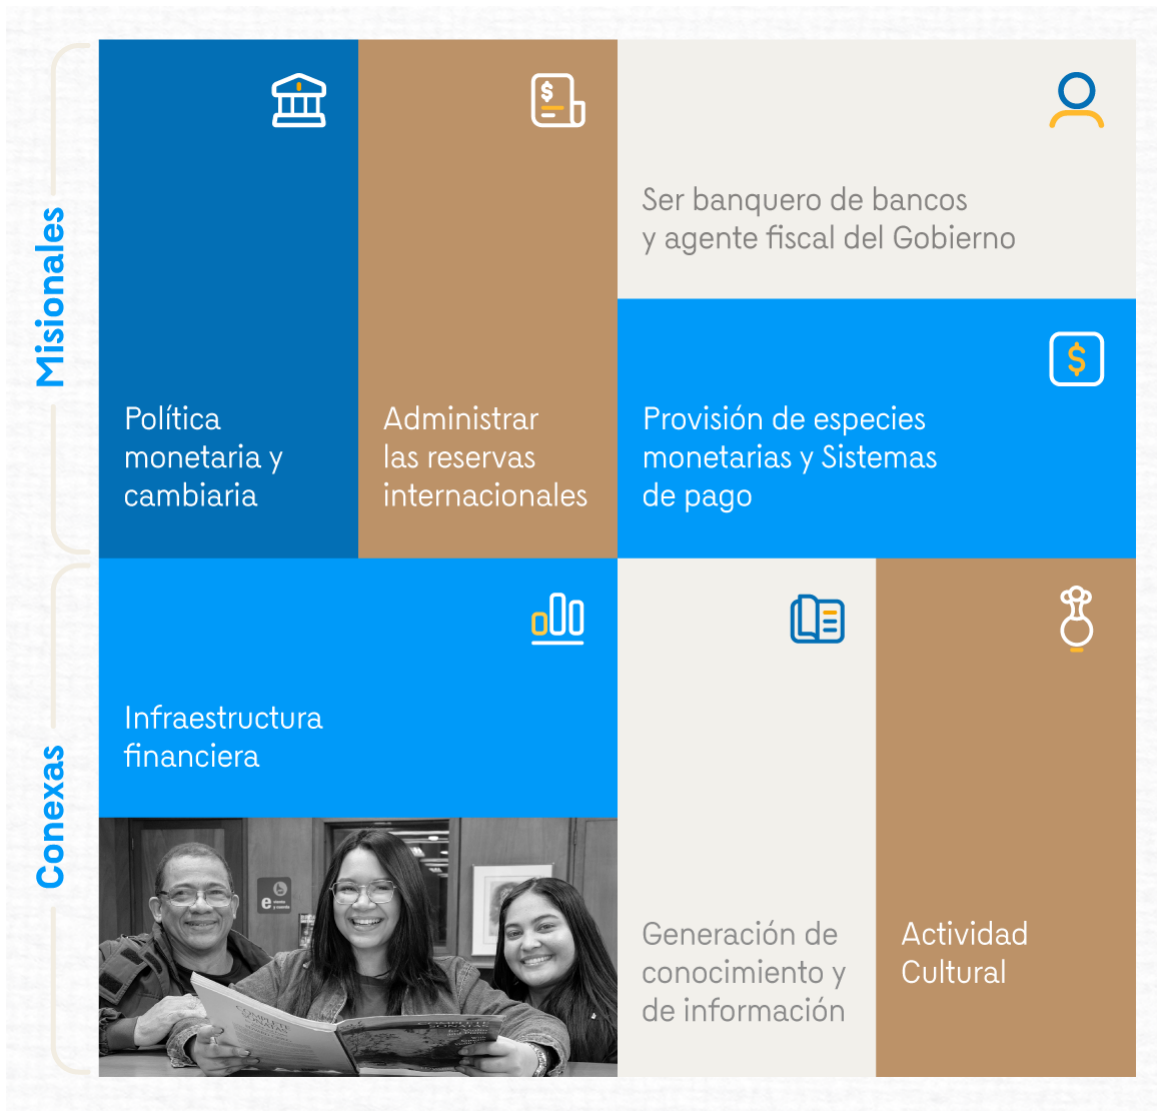 Misionales
Política
monetaria y
cambiaria
$
Administrar
las reservas
internacionales
Ser banquero de bancos
y agente fiscal del Gobierno
$
Provisión de especies
monetarias y Sistemas
de pago
Conexas
Infraestructura
financiera
e
Generación de
conocimiento y
de información
Actividad
Cultural